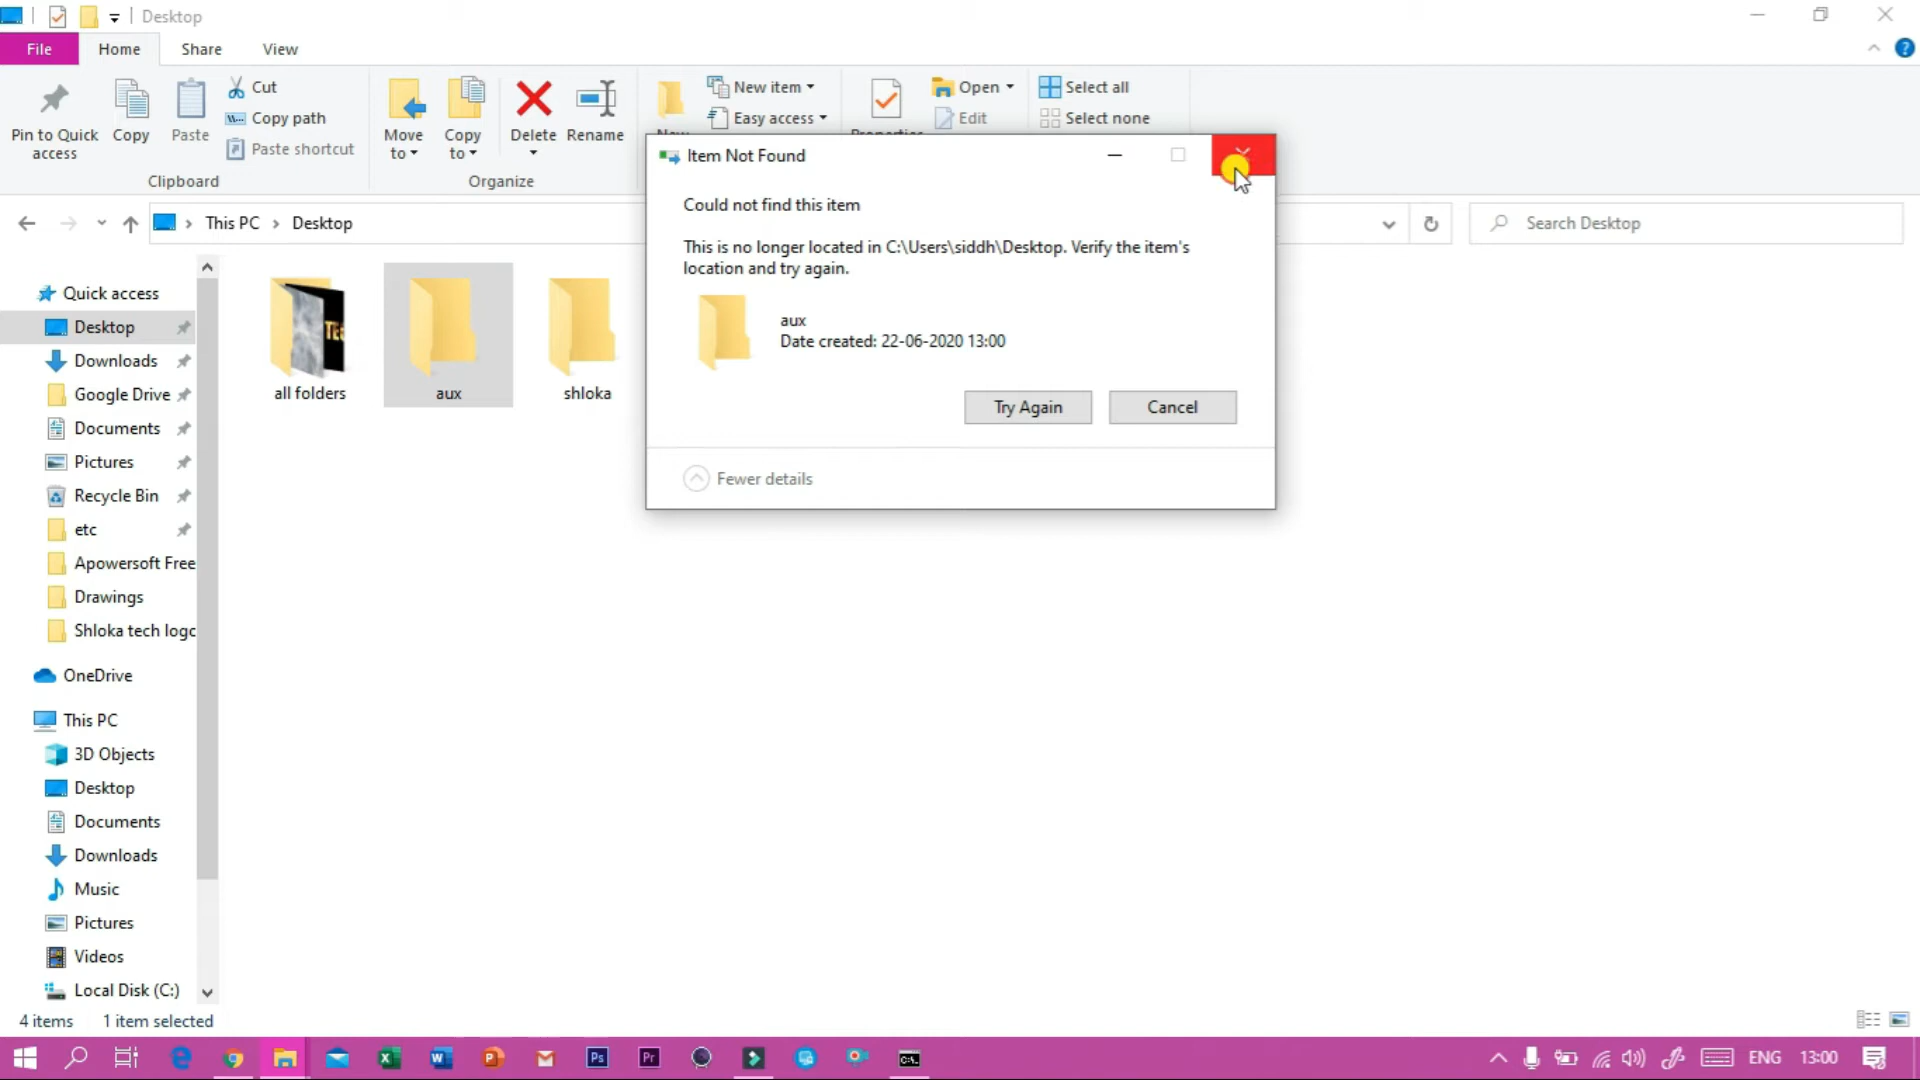 Desktop
File
Home
Share
View
Pin to Quick
access
Copy
Paste
Cut
Copy path
Paste shortcut
Clipboard
Move
to
Copy
to
Delete
Rename
Organize
New item
Easy access
Open
Edit
Select all
Select none
Item Not Found
Could not find this item
This is no longer located in C:\Users\siddh\Desktop. Verify the item's
location and try again.
aux
Date created: 22-06-2020 13:00
Try Again
Cancel
Fewer details
This PC
Desktop
Search Desktop
Quick access
Desktop
Downloads
Google Drive
Documents
Pictures
Recycle Bin
etc
Apowersoft Free
Drawings
Shloka tech logc
OneDrive
This PC
3D Objects
Desktop
Documents
Downloads
Music
Pictures
Videos
Local Disk (C:)
all folders
aux
shloka
4 items
1 item selected
ENG
13:00